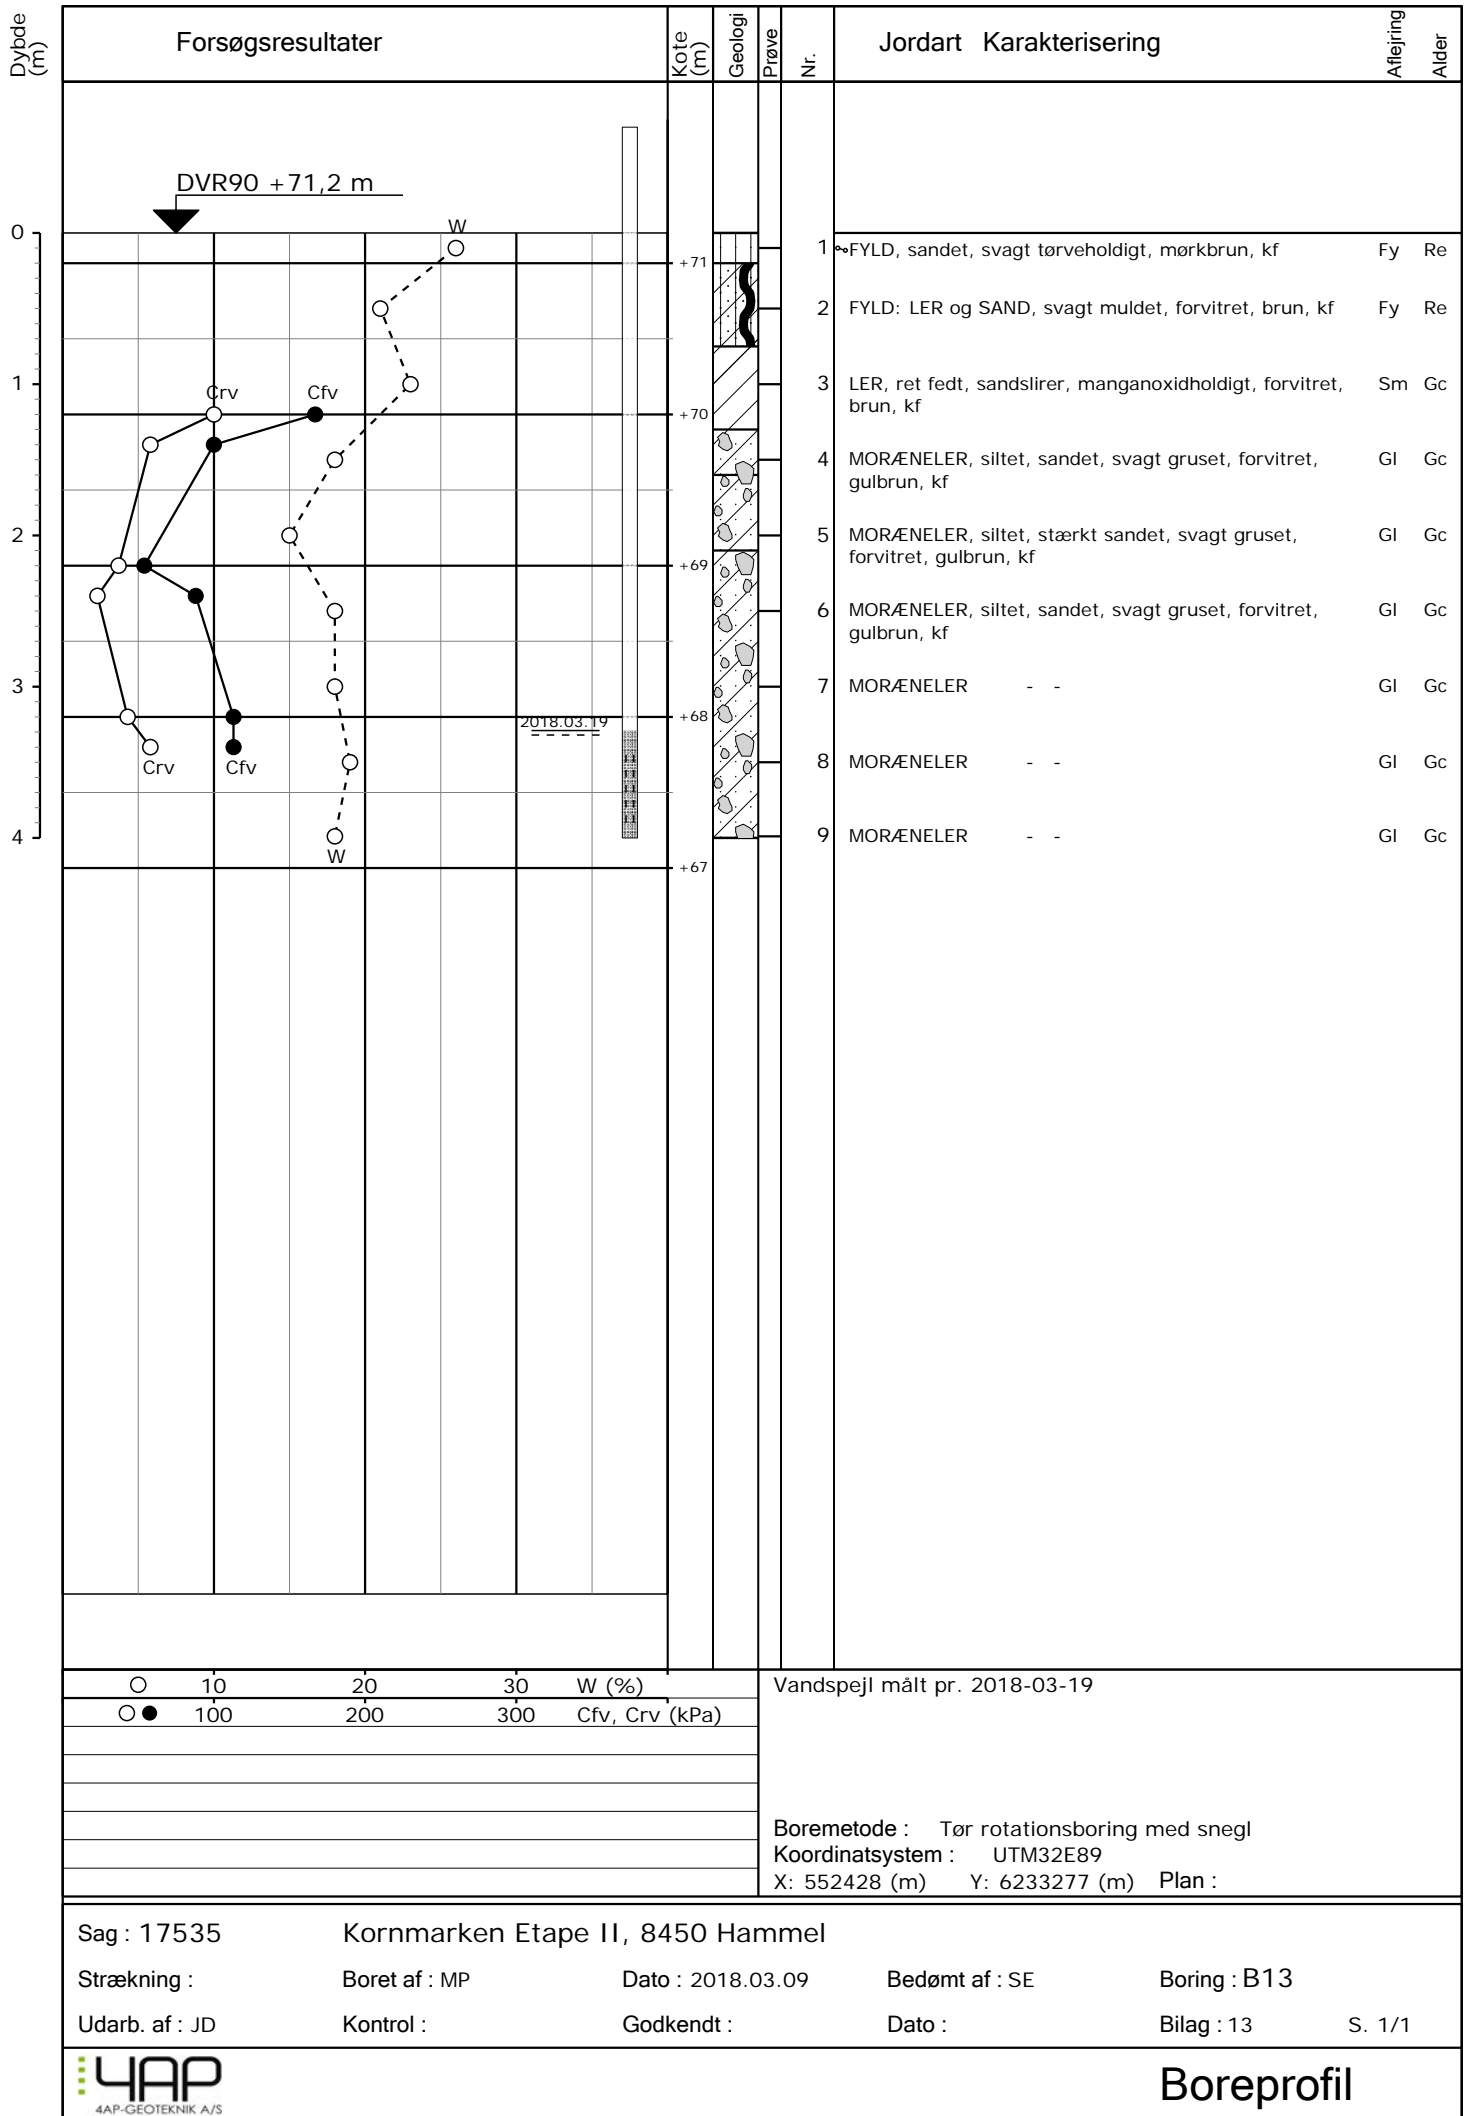 Dybde (m)
Forsøgsresultater
Kote (m)
Geologi
Prøve
Nr.
Jordart Karakterisering
Aflejring
Alder
DVR90 +71,2 m
W
0
+71
1 FYLD, sandet, svagt tørveholdigt, mørkbrun, kf Fy Re
2 FYLD: LER og SAND, svagt muldet, forvitret, brun, kf Fy Re
1
Crv
Cfv
+70
3 LER, ret fedt, sandslirer, manganoxidholdigt, forvitret, Sm Gc
brun, kf
4 MORÆNELER, siltet, sandet, svagt gruset, forvitret, Gl Gc
gulbrun, kf
2
+69
5 MORÆNELER, siltet, stærkt sandet, svagt gruset, Gl Gc
forvitret, gulbrun, kf
6 MORÆNELER, siltet, sandet, svagt gruset, forvitret, Gl Gc
gulbrun, kf
3
7 MORÆNELER - - Gl Gc
2018.03.19
+68
Crv
Cfv
8 MORÆNELER - - Gl Gc
4
W
9 MORÆNELER - - Gl Gc
+67
10 20 30 W (%)
100 200 300 Cfv, Crv (kPa)
Vandspejl målt pr. 2018-03-19
Boremetode : Tør rotationsboring med snegl
Koordinatsystem : UTM32E89
X: 552428 (m) Y: 6233277 (m) Plan :
Sag : 17535 Kornmarken Etape II, 8450 Hammel
Strækning : Boret af : MP Dato : 2018.03.09 Bedømt af : SE Boring : B13
Udarb. af : JD Kontrol : Godkendt : Dato : Bilag : 13 S. 1/1
4AP
4AP-GEOTEKNIK A/S
Boreprofil